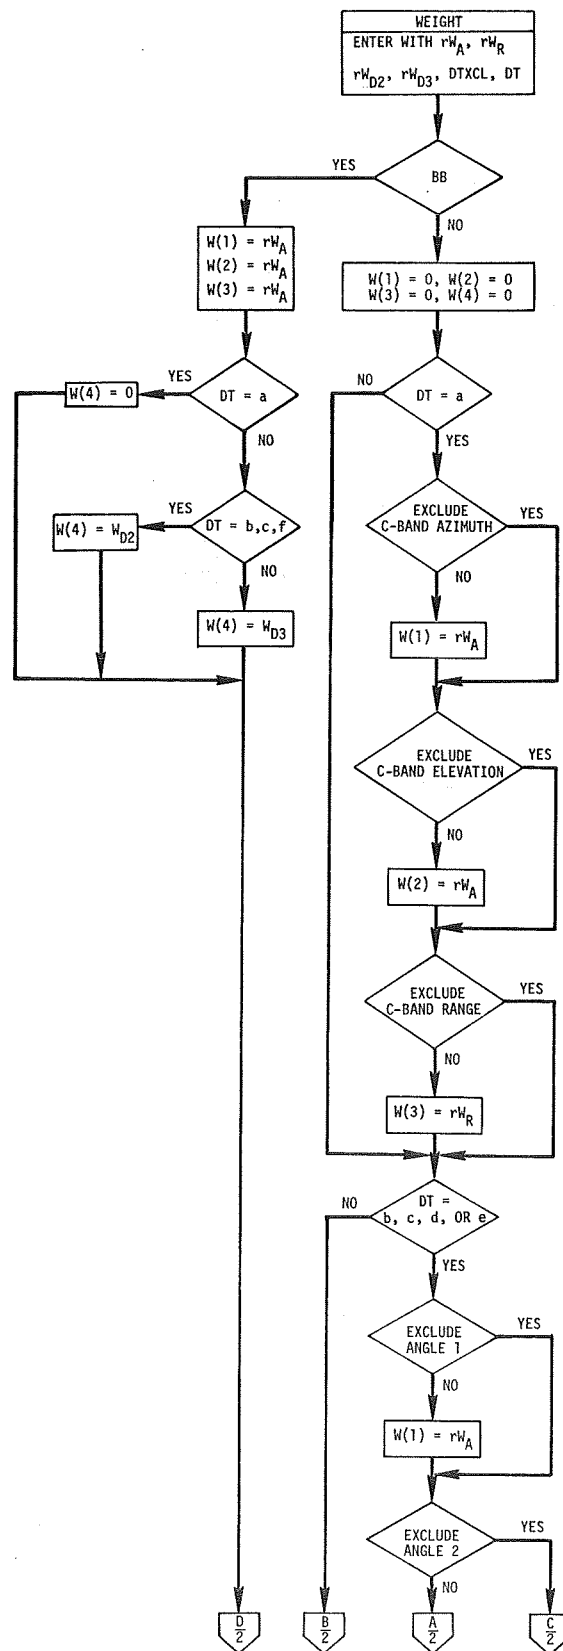 WEIGHT
ENTER WITH rW_A, rW_R
rW_D2, rW_D3, DTXCL, DT
BB
YES
NO
W(1) = rW_A
W(2) = rW_A
W(3) = rW_A
W(1) = 0, W(2) = 0
W(3) = 0, W(4) = 0
DT = a
YES
NO
W(4) = 0
DT = a
NO
YES
DT = b,c,f
YES
NO
W(4) = W_D2
W(4) = W_D3
EXCLUDE
C-BAND AZIMUTH
YES
NO
W(1) = rW_A
EXCLUDE
C-BAND ELEVATION
YES
NO
W(2) = rW_A
EXCLUDE
C-BAND RANGE
YES
NO
W(3) = rW_R
DT =
b, c, d, OR e
NO
YES
EXCLUDE
ANGLE 1
YES
NO
W(1) = rW_A
EXCLUDE
ANGLE 2
YES
NO
D
2
B
2
A
2
C
2